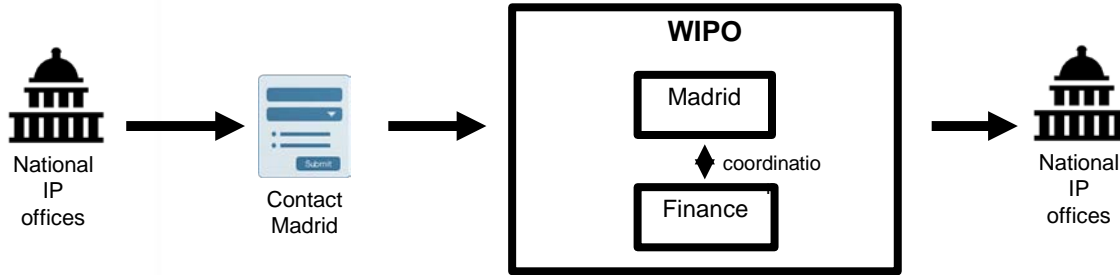 National
IP
offices
Submit
Contact
Madrid
WIPO
Madrid
coordinatio
Finance
National
IP
offices